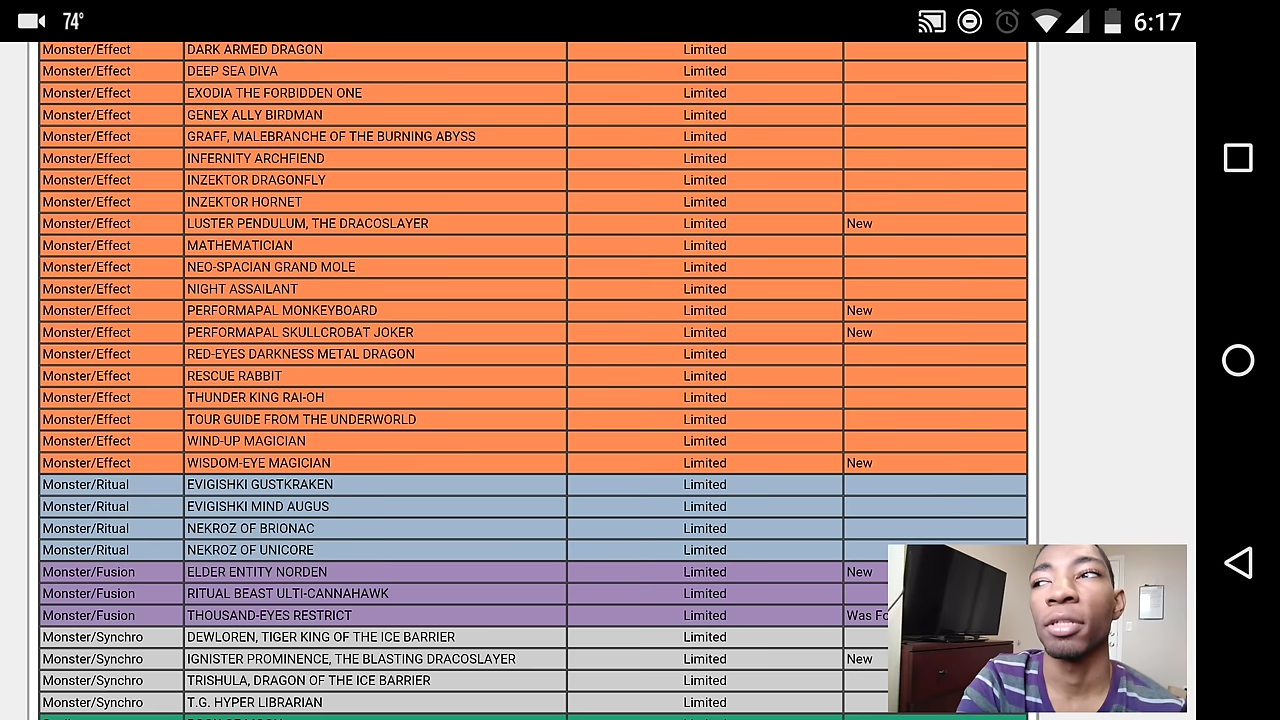 74° 6:17
Monster/Effect DARK ARMED DRAGON Limited
Monster/Effect DEEP SEA DIVA Limited
Monster/Effect EXODIA THE FORBIDDEN ONE Limited
Monster/Effect GENEX ALLY BIRDMAN Limited
Monster/Effect GRAFF, MALEBRANCHE OF THE BURNING ABYSS Limited
Monster/Effect INFERNITY ARCHFIEND Limited
Monster/Effect INZEKTOR DRAGONFLY Limited
Monster/Effect INZEKTOR HORNET Limited
Monster/Effect LUSTER PENDULUM, THE DRACOSLAYER Limited New
Monster/Effect MATHEMATICIAN Limited
Monster/Effect NEO-SPACIAN GRAND MOLE Limited
Monster/Effect NIGHT ASSAILANT Limited
Monster/Effect PERFORMAPAL MONKEYBOARD Limited New
Monster/Effect PERFORMAPAL SKULLCROBAT JOKER Limited New
Monster/Effect RED-EYES DARKNESS METAL DRAGON Limited
Monster/Effect RESCUE RABBIT Limited
Monster/Effect THUNDER KING RAI-OH Limited
Monster/Effect TOUR GUIDE FROM THE UNDERWORLD Limited
Monster/Effect WIND-UP MAGICIAN Limited
Monster/Effect WISDOM-EYE MAGICIAN Limited New
Monster/Ritual EVIGISHKI GUSTKRAKEN Limited
Monster/Ritual EVIGISHKI MIND AUGUS Limited
Monster/Ritual NEKROZ OF BRIONAC Limited
Monster/Ritual NEKROZ OF UNICORE Limited
Monster/Fusion ELDER ENTITY NORDEN Limited New
Monster/Fusion RITUAL BEAST ULTI-CANNAHAWK Limited
Monster/Fusion THOUSAND-EYES RESTRICT Limited Was Fo
Monster/Synchro DEWLOREN, TIGER KING OF THE ICE BARRIER Limited
Monster/Synchro IGNISTER PROMINENCE, THE BLASTING DRACOSLAYER Limited New
Monster/Synchro TRISHULA, DRAGON OF THE ICE BARRIER Limited
Monster/Synchro T.G. HYPER LIBRARIAN Limited